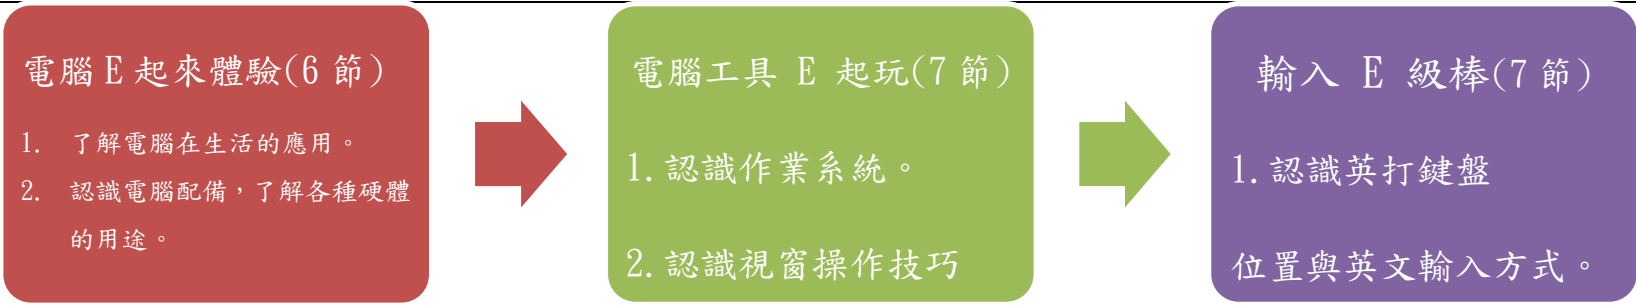 電腦E起來體驗(6節)
1. 了解電腦在生活的應用。
2. 認識電腦配備，了解各種硬體
的用途。
電腦工具 E 起玩(7節)
1.認識作業系統。
2.認識視窗操作技巧
輸入 E 級棒(7節)
1.認識英打鍵盤
位置與英文輸入方式。